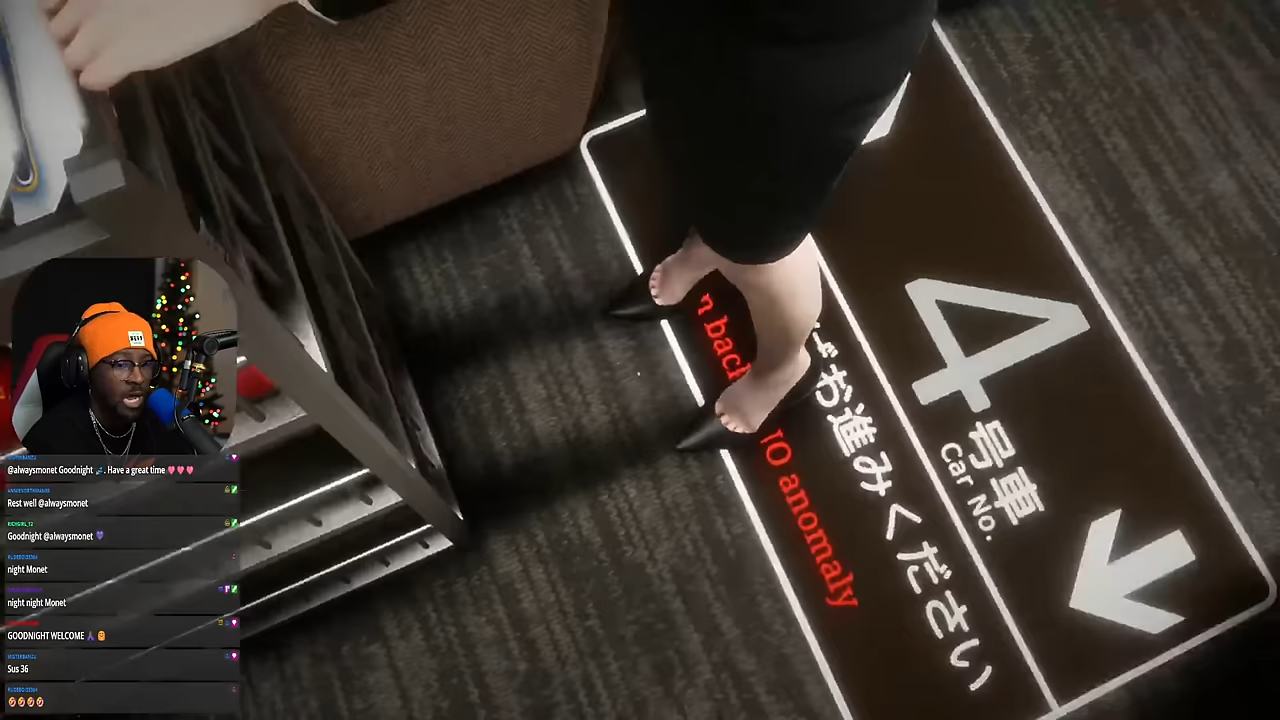 4
号車
Car No.
お進みください
n back
no anomaly
@alwaysmonet Goodnight 💤. Have a great time 💗💗💗
Rest well @alwaysmonet
Goodnight @alwaysmonet 💜
night Monet
night night Monet
GOODNIGHT WELCOME
Sus 36